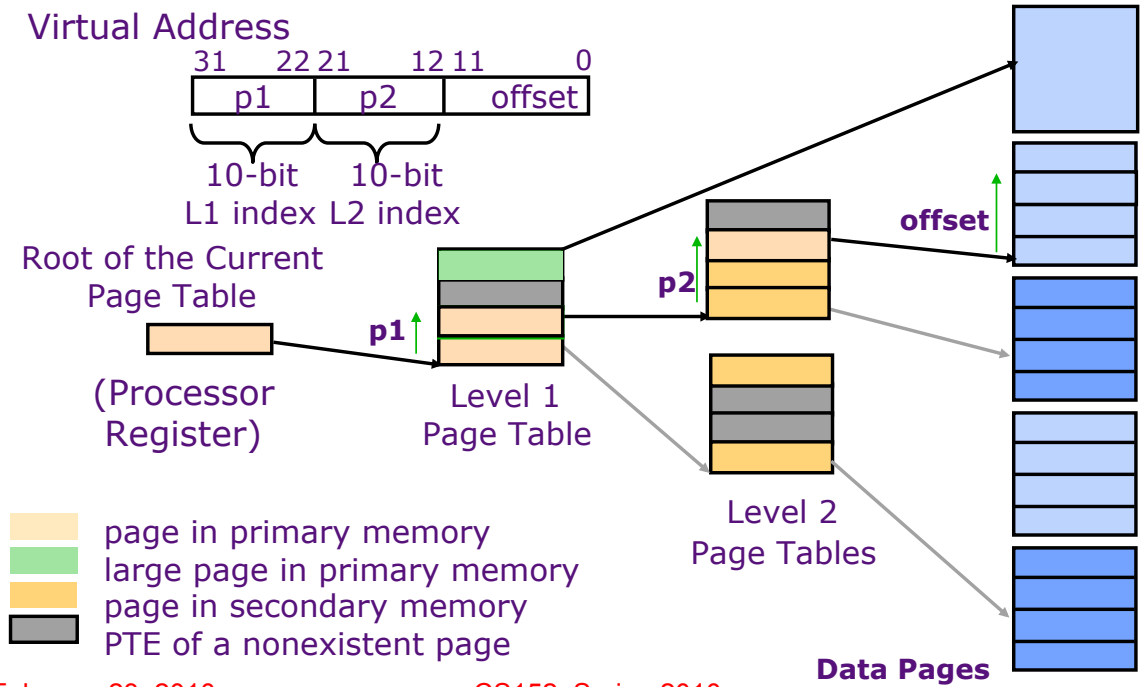 Virtual Address
31 22 21 12 11 0
p1 p2 offset
10-bit 10-bit
L1 index L2 index
Root of the Current
Page Table
(Processor
Register)
p1
Level 1
Page Table
p2
offset
Level 2
Page Tables
page in primary memory
large page in primary memory
page in secondary memory
PTE of a nonexistent page
Data Pages